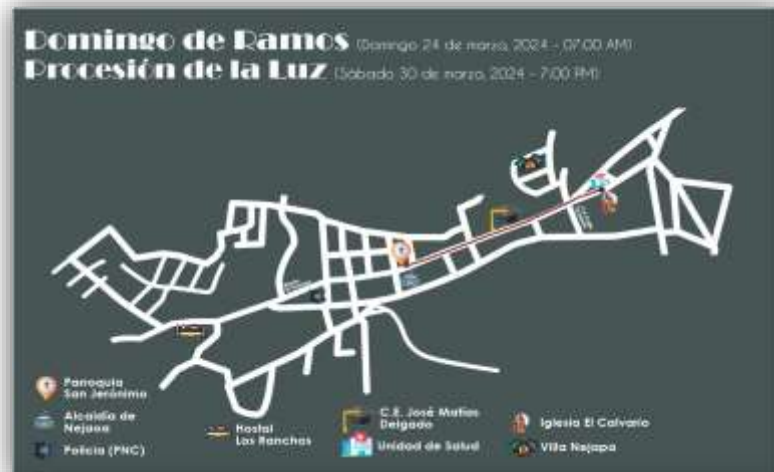 Domingo de Ramos (Domingo 24 de marzo, 2024 - 07:00 AM)
Procesión de la Luz (Sábado 30 de marzo, 2024 - 7:00 PM)
Parroquia
San Jerónimo
Alcaldía de
Nejapa
Policía (PNC)
Hostal
Los Ranchos
C.E. José Matías
Delgado
Unidad de Salud
Iglesia El Calvario
Villa Nejapa